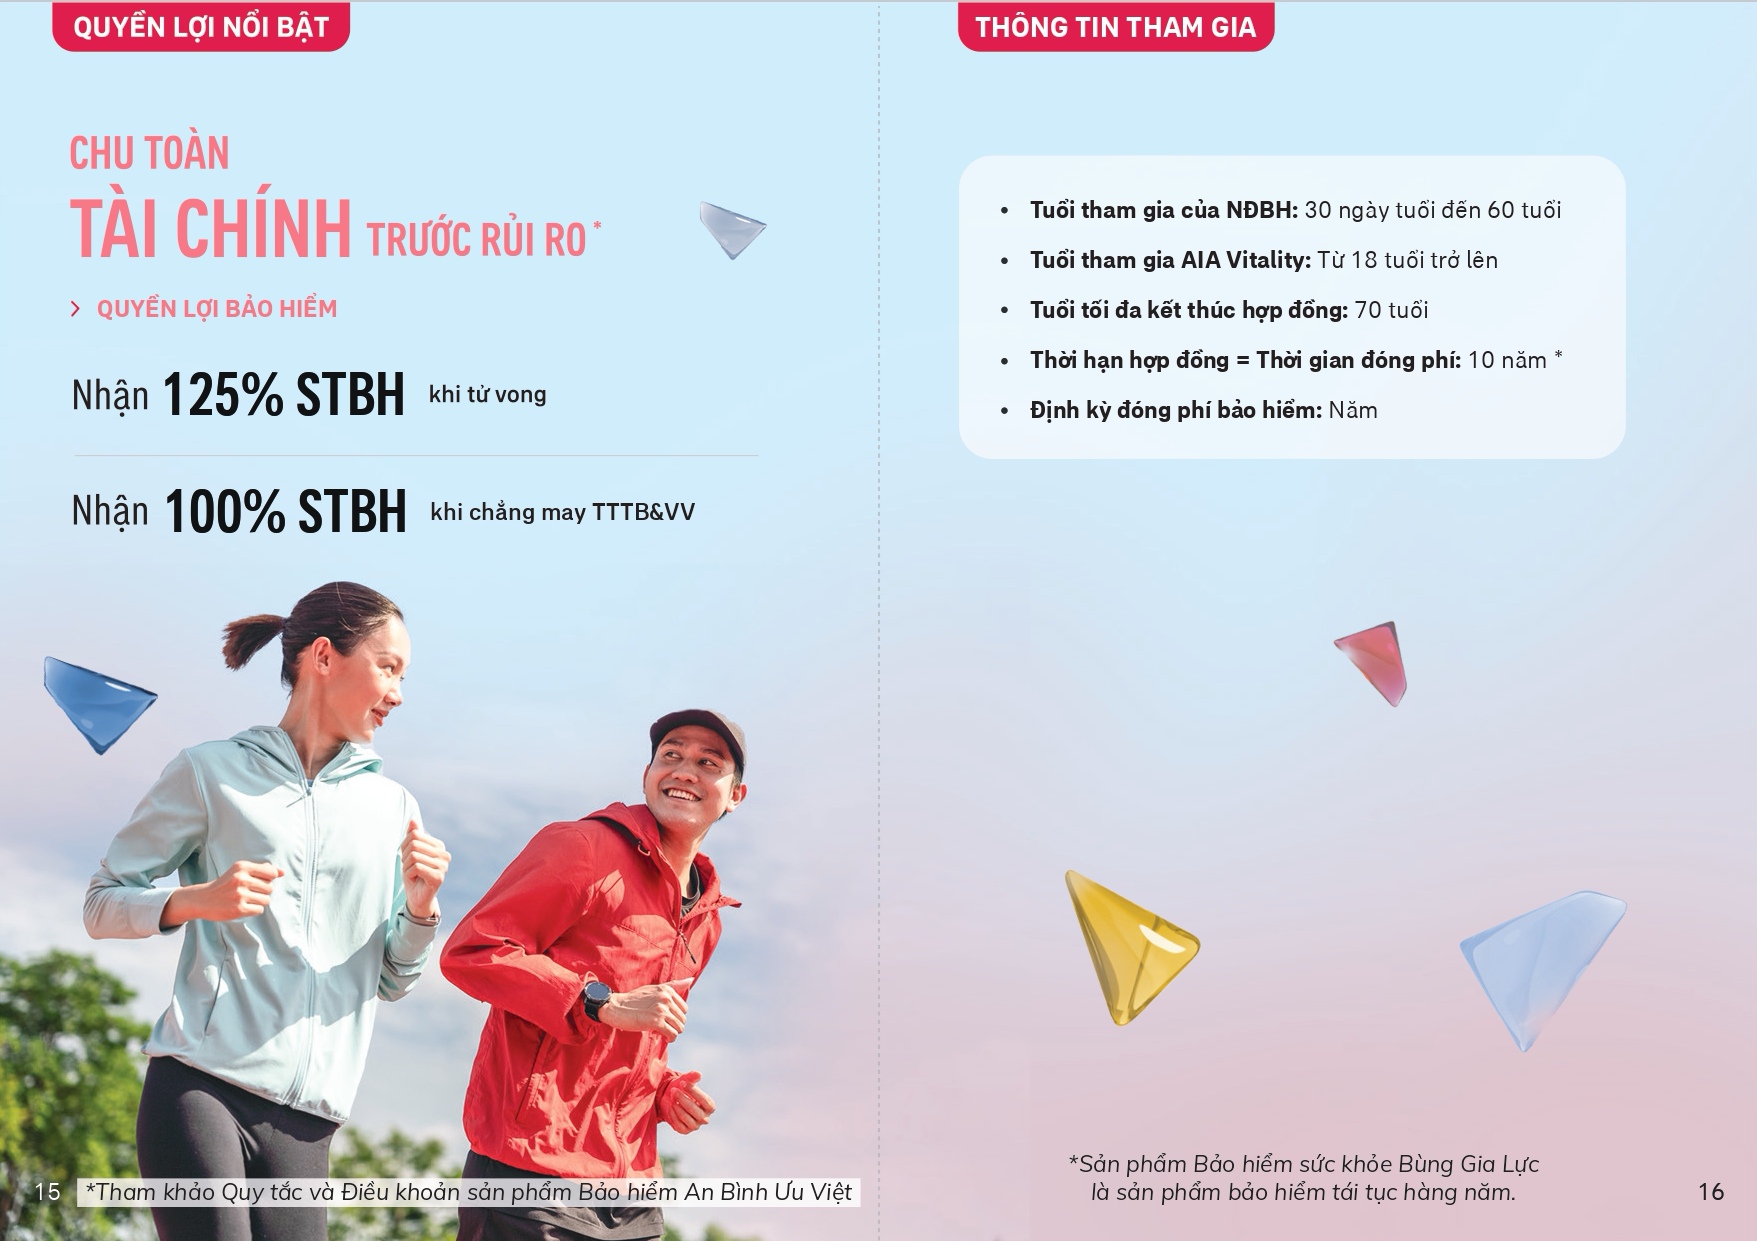 QUYỀN LỢI NỔI BẬT
CHU TOÀN
TÀI CHÍNH TRƯỚC RỦI RO *
QUYỀN LỢI BẢO HIỂM
Nhận 125% STBH khi tử vong
Nhận 100% STBH khi chẳng may TTTB&VV
15 *Tham khảo Quy tắc và Điều khoản sản phẩm Bảo hiểm An Bình Ưu Việt
THÔNG TIN THAM GIA
• Tuổi tham gia của NĐBH: 30 ngày tuổi đến 60 tuổi
• Tuổi tham gia AIA Vitality: Từ 18 tuổi trở lên
• Tuổi tối đa kết thúc hợp đồng: 70 tuổi
• Thời hạn hợp đồng = Thời gian đóng phí: 10 năm *
• Định kỳ đóng phí bảo hiểm: Năm
*Sản phẩm Bảo hiểm sức khỏe Bùng Gia Lực
là sản phẩm bảo hiểm tái tục hàng năm.
16